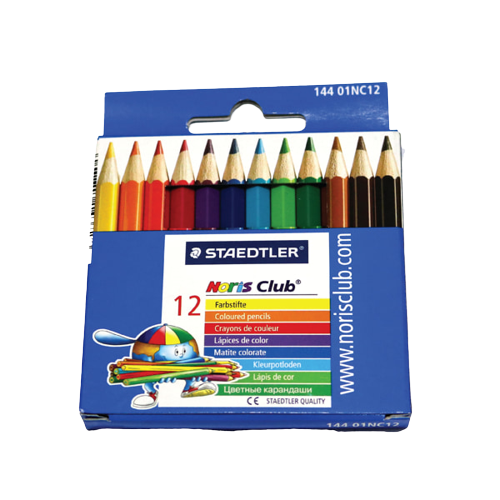 144 01NC12
STAEDTLER
Noris Club®
12
Farbstifte
Coloured pencils
Crayons de couleur
Lápices de color
Matite colorate
Kleurpotloden
Lápis de cor
Цветные карандаши
CE STAEDTLER QUALITY
www.norisclub.com
144 01NC12